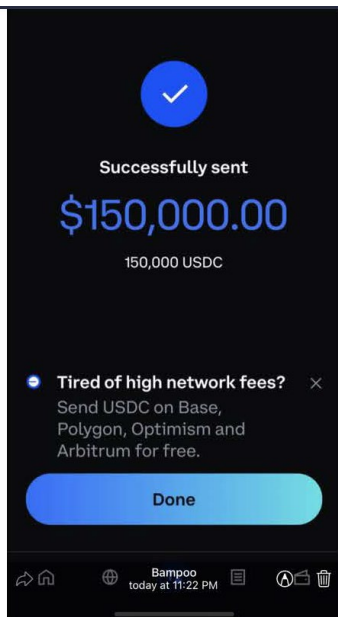 Successfully sent
$150,000.00
150,000 USDC
Tired of high network fees?
Send USDC on Base,
Polygon, Optimism and
Arbitrum for free.
Done
Bampoo
today at 11:22 PM